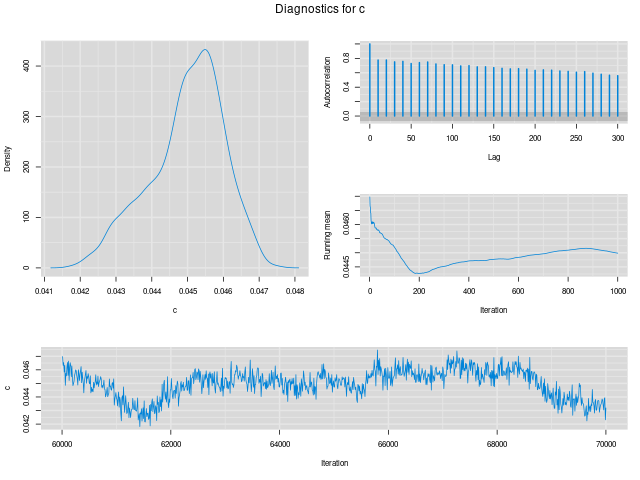 Diagnostics for c
Density
400
300
200
100
0
0.041 0.042 0.043 0.044 0.045 0.046 0.047 0.048
c
Autocorrelation
0.8
0.4
0.0
0 50 100 150 200 250 300
Lag
Running mean
0.0460
0.0445
0 200 400 600 800 1000
Iteration
c
0.046
0.044
0.042
60000 62000 64000 66000 68000 70000
Iteration